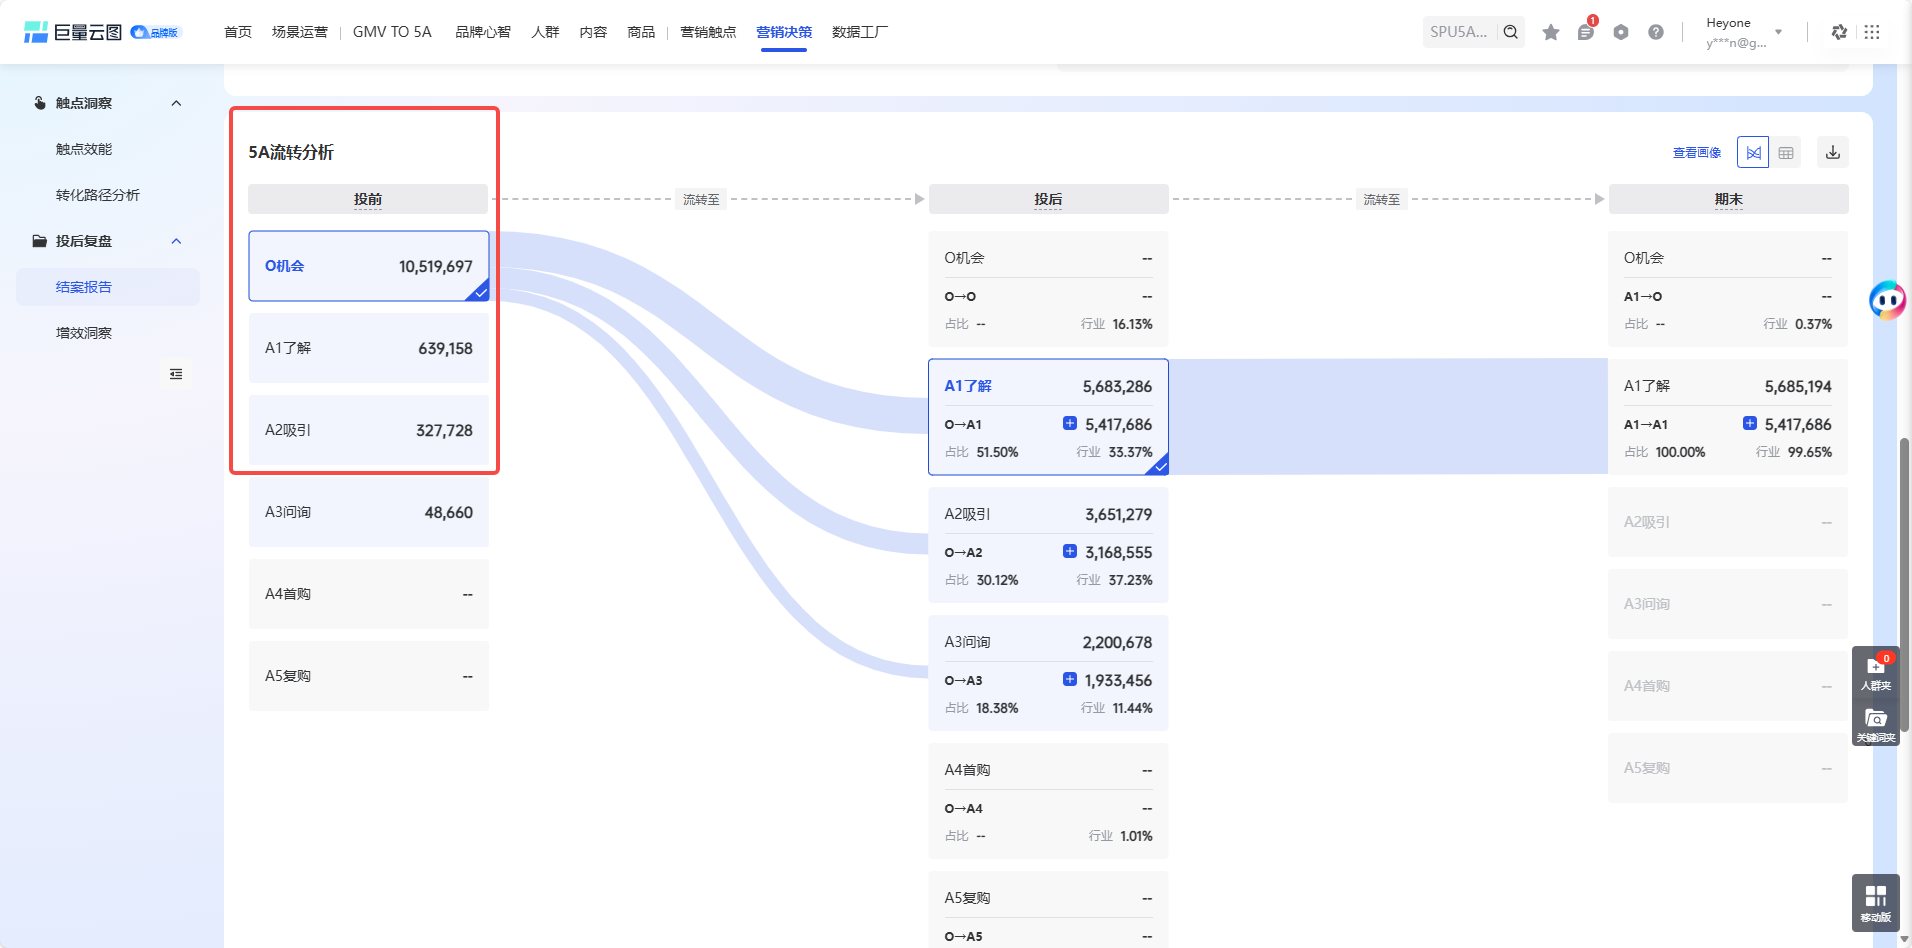 巨量云图 品牌版 首页 场景运营 GMV TO 5A 品牌心智 人群 内容 商品 营销触点 营销决策 数据工厂 SPU5A... 1 Heyone
y***n@g...
触点洞察
触点效能
转化路径分析
投后复盘
结案报告
增效洞察
5A流转分析
查看画像
投前 流转至 投后 流转至 期末
O机会 10,519,697
A1了解 639,158
A2吸引 327,728
A3问询 48,660
A4首购 --
A5复购 --
O机会 --
O→O --
占比 -- 行业 16.13%
A1了解 5,683,286
O→A1 5,417,686
占比 51.50% 行业 33.37%
A2吸引 3,651,279
O→A2 3,168,555
占比 30.12% 行业 37.23%
A3问询 2,200,678
O→A3 1,933,456
占比 18.38% 行业 11.44%
A4首购 --
O→A4 --
占比 -- 行业 1.01%
A5复购 --
O→A5 --
O机会 --
A1→O --
占比 -- 行业 0.37%
A1了解 5,685,194
A1→A1 5,417,686
占比 100.00% 行业 99.65%
A2吸引 --
A3问询 --
A4首购 --
A5复购 --
0
人群夹
关键词夹
移动版